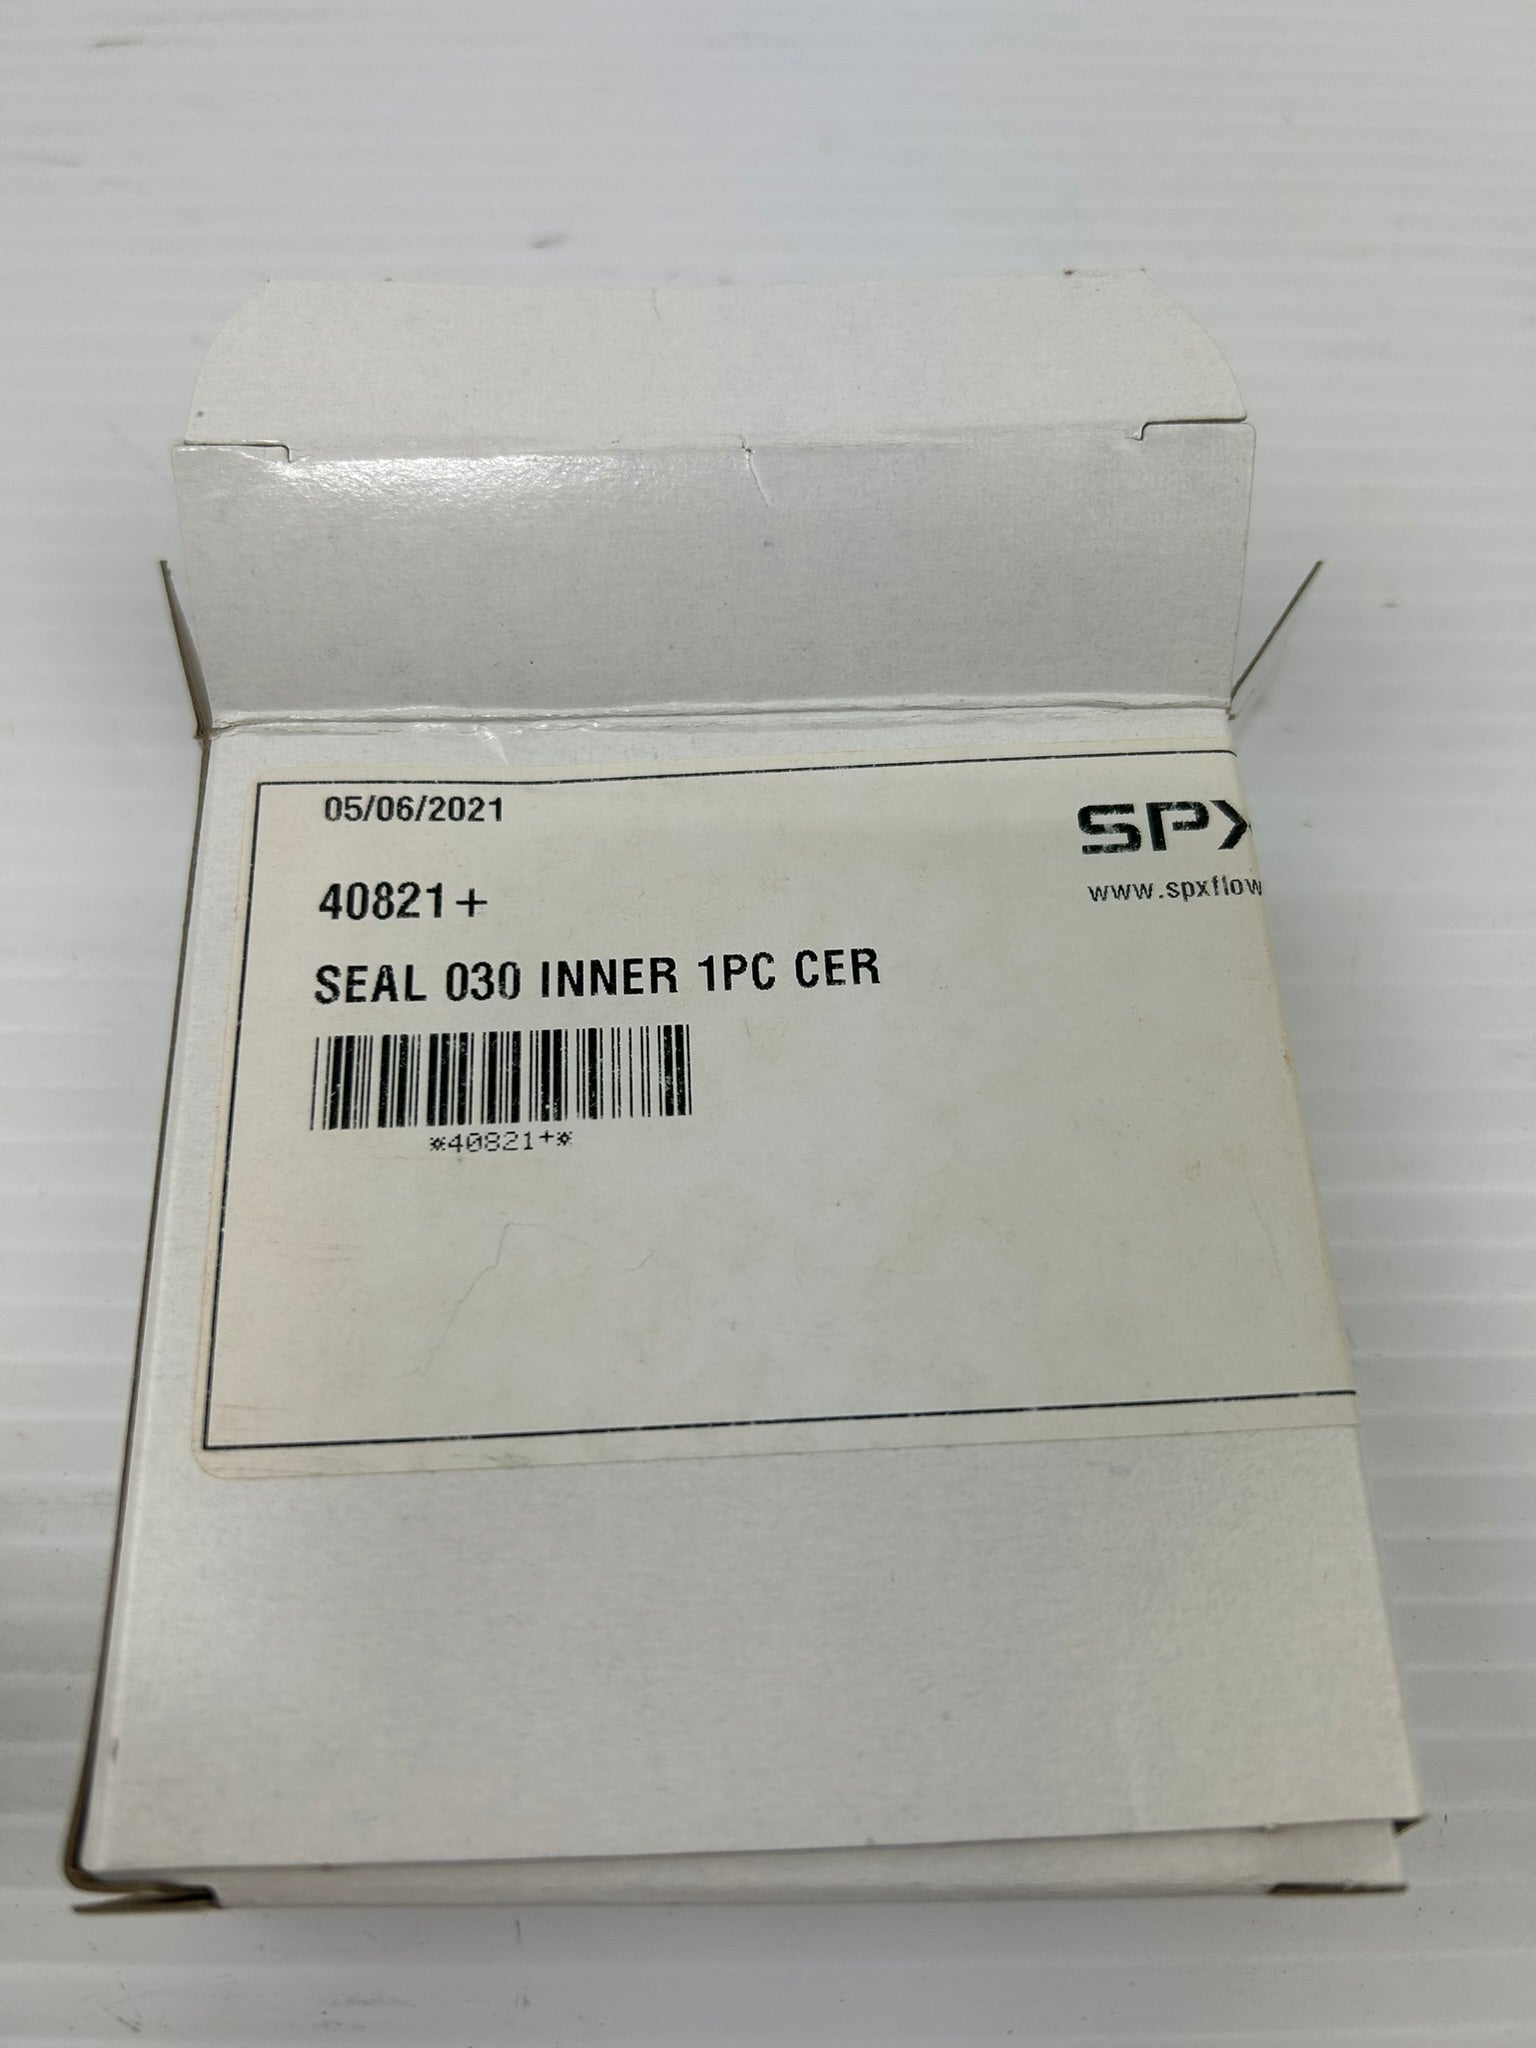 05/06/2021
SPX
www.spxflow
40821+
SEAL 030 INNER 1PC CER
*40821+*